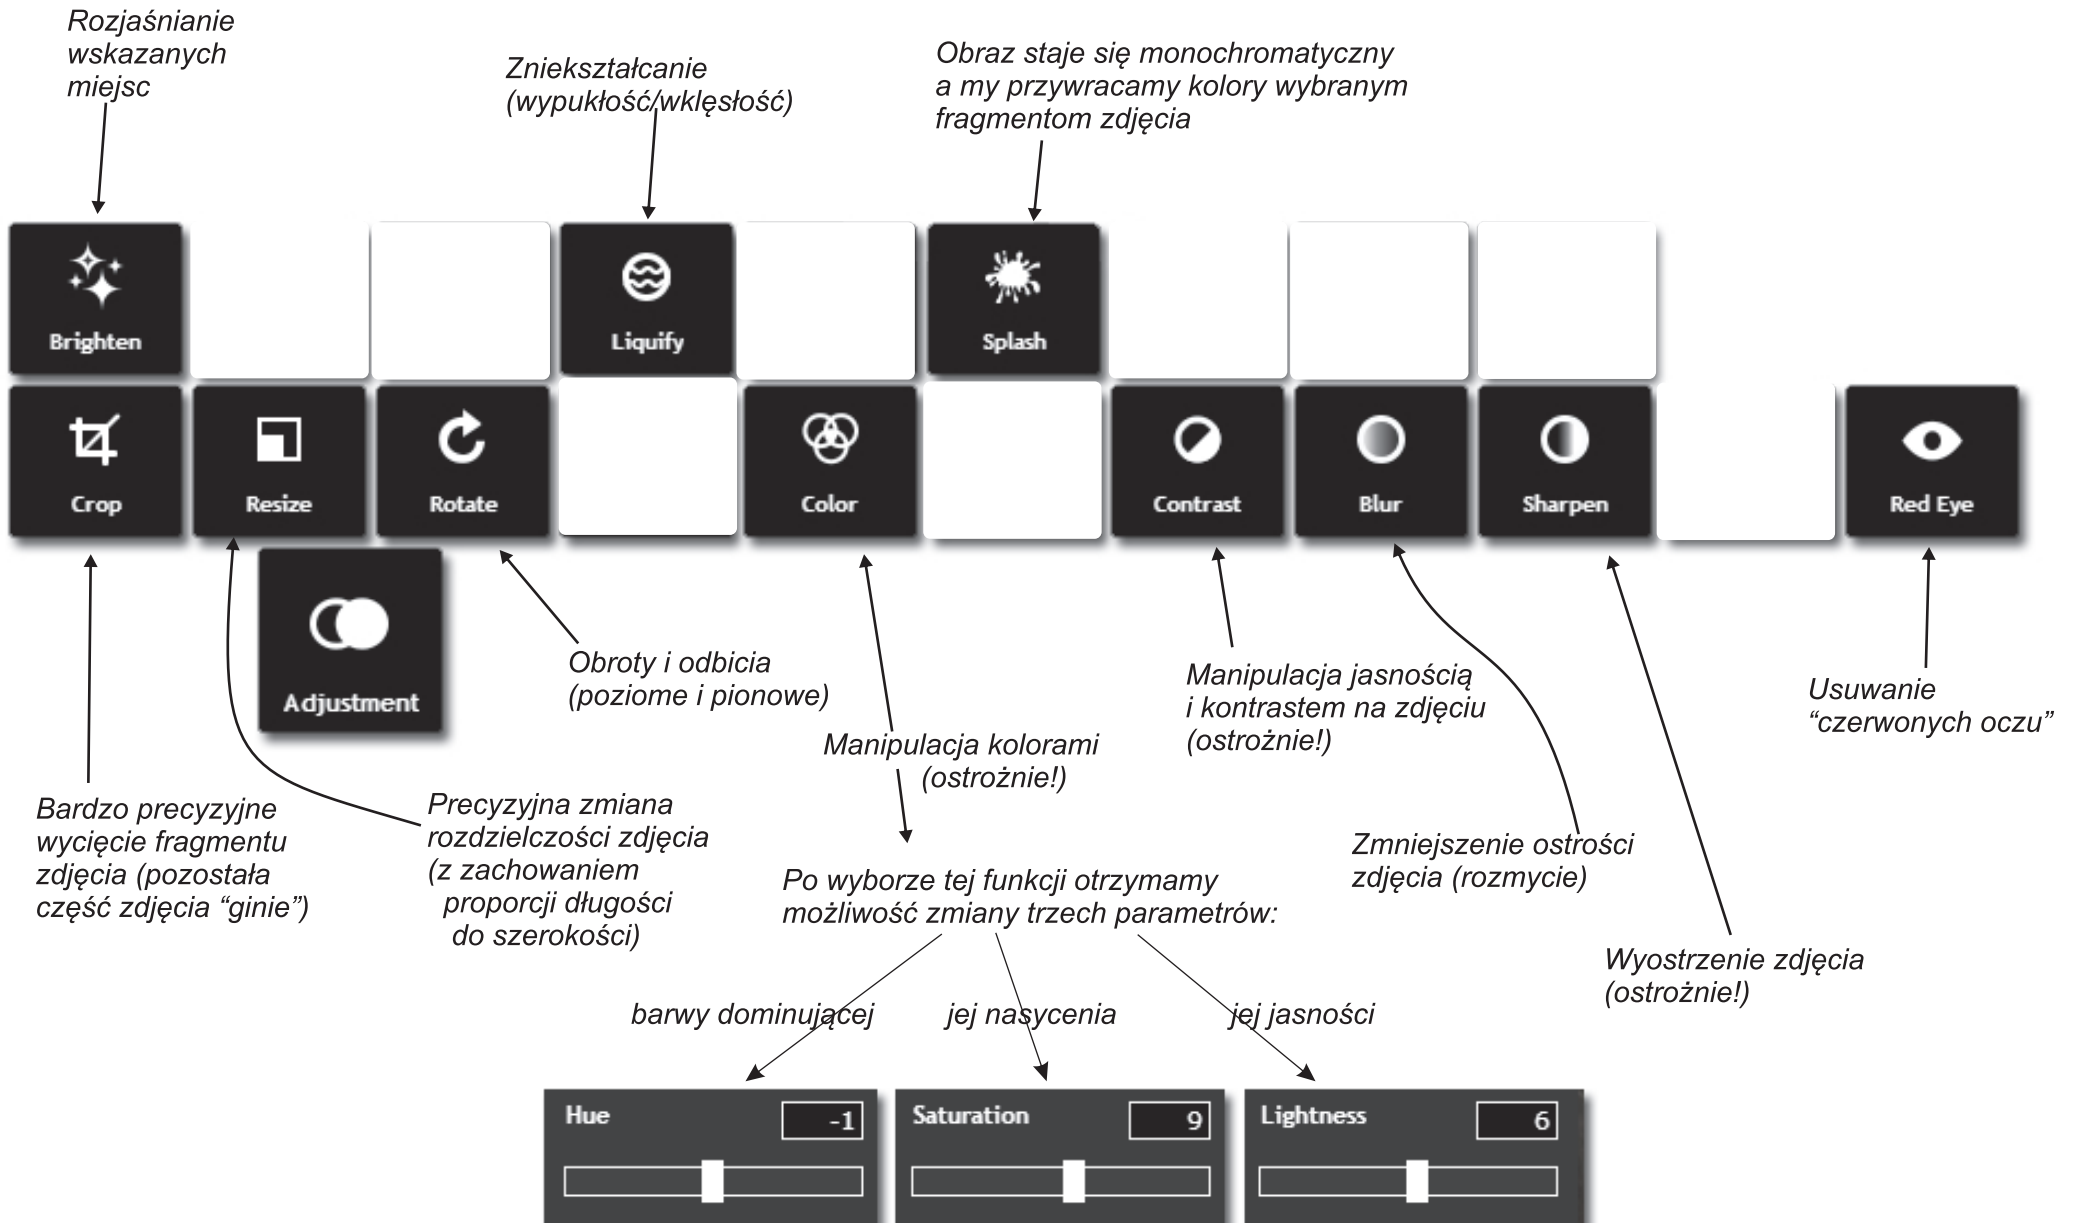 Rozjaśnianie
wskazanych
miejsc
Zniekształcanie
(wypukłość/wklęsłość)
Obraz staje się monochromatyczny
a my przywracamy kolory wybranym
fragmentom zdjęcia
Brighten
Liquify
Splash
Crop
Resize
Rotate
Color
Contrast
Blur
Sharpen
Red Eye
Adjustment
Obroty i odbicia
(poziome i pionowe)
Manipulacja kolorami
(ostrożnie!)
Manipulacja jasnością
i kontrastem na zdjęciu
(ostrożnie!)
Usuwanie
“czerwonych oczu”
Bardzo precyzyjne
wycięcie fragmentu
zdjęcia (pozostała
część zdjęcia “ginie”)
Precyzyjna zmiana
rozdzielczości zdjęcia
(z zachowaniem
proporcji długości
do szerokości)
Zmniejszenie ostrości
zdjęcia (rozmycie)
Po wyborze tej funkcji otrzymamy
możliwość zmiany trzech parametrów:
Wyostrzenie zdjęcia
(ostrożnie!)
barwy dominującej
jej nasycenia
jej jasności
Hue -1
Saturation 9
Lightness 6